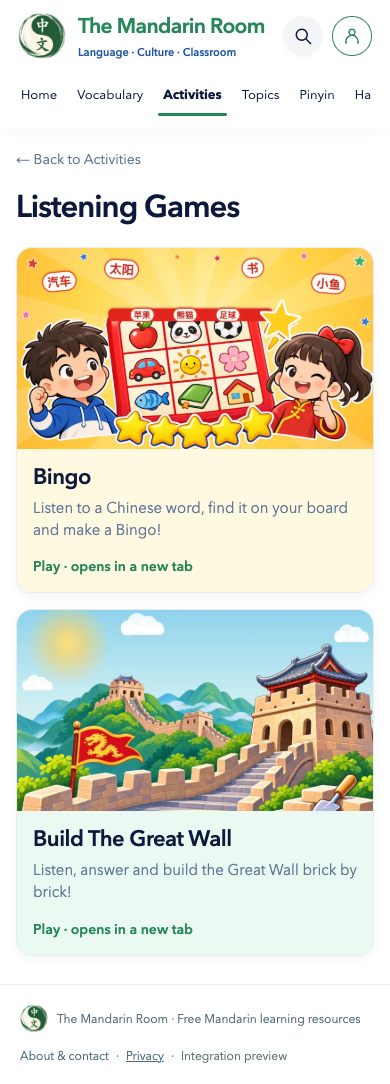 中文
The Mandarin Room
Language · Culture · Classroom
Home Vocabulary Activities Topics Pinyin Ha
← Back to Activities
Listening Games
汽车
太阳
书
小鱼
苹果 熊猫 足球
Bingo
Listen to a Chinese word, find it on your board
and make a Bingo!
Play · opens in a new tab
Build The Great Wall
Listen, answer and build the Great Wall brick by
brick!
Play · opens in a new tab
中文
The Mandarin Room · Free Mandarin learning resources
About & contact · Privacy · Integration preview